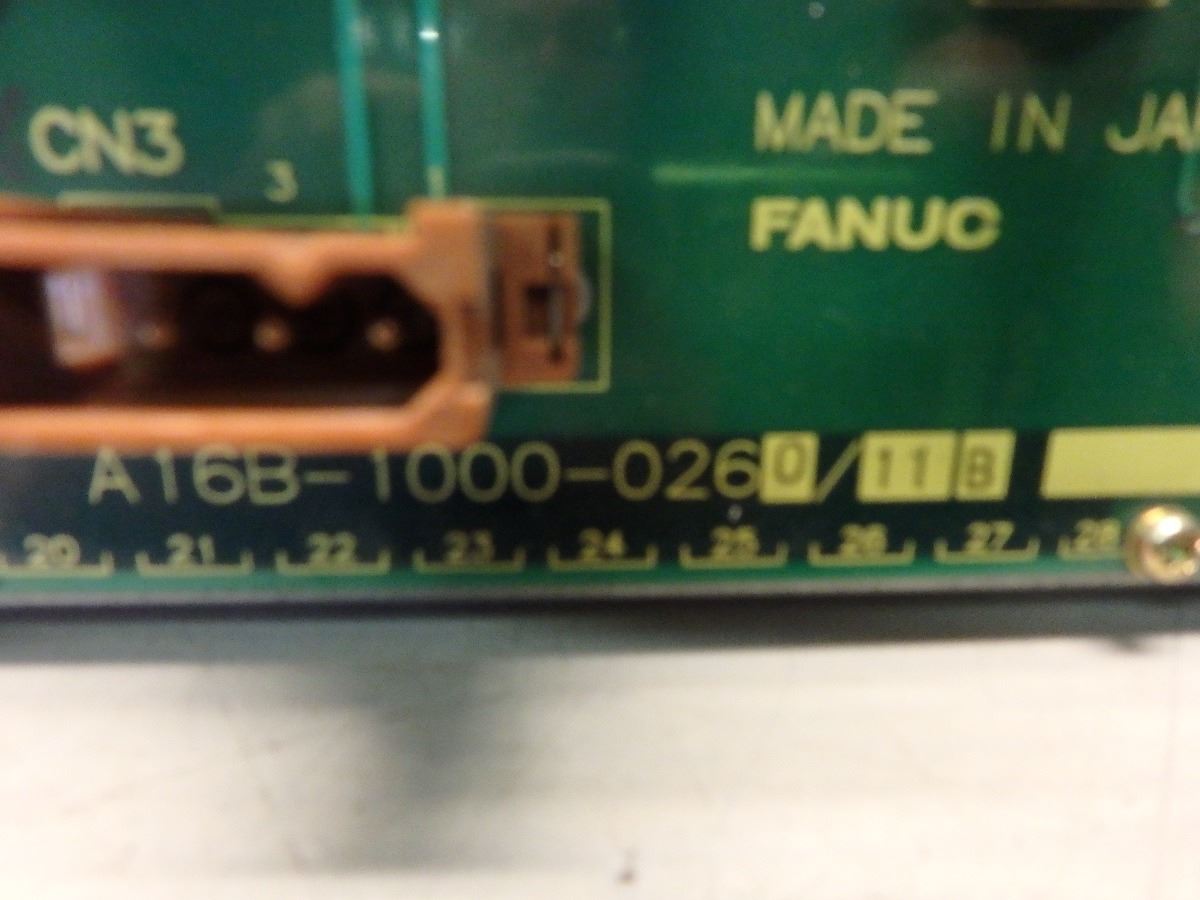 CN3
3
MADE IN JA
FANUC
A16B-1000-0260/11B
20 21 22 23 24 25 26 27 28